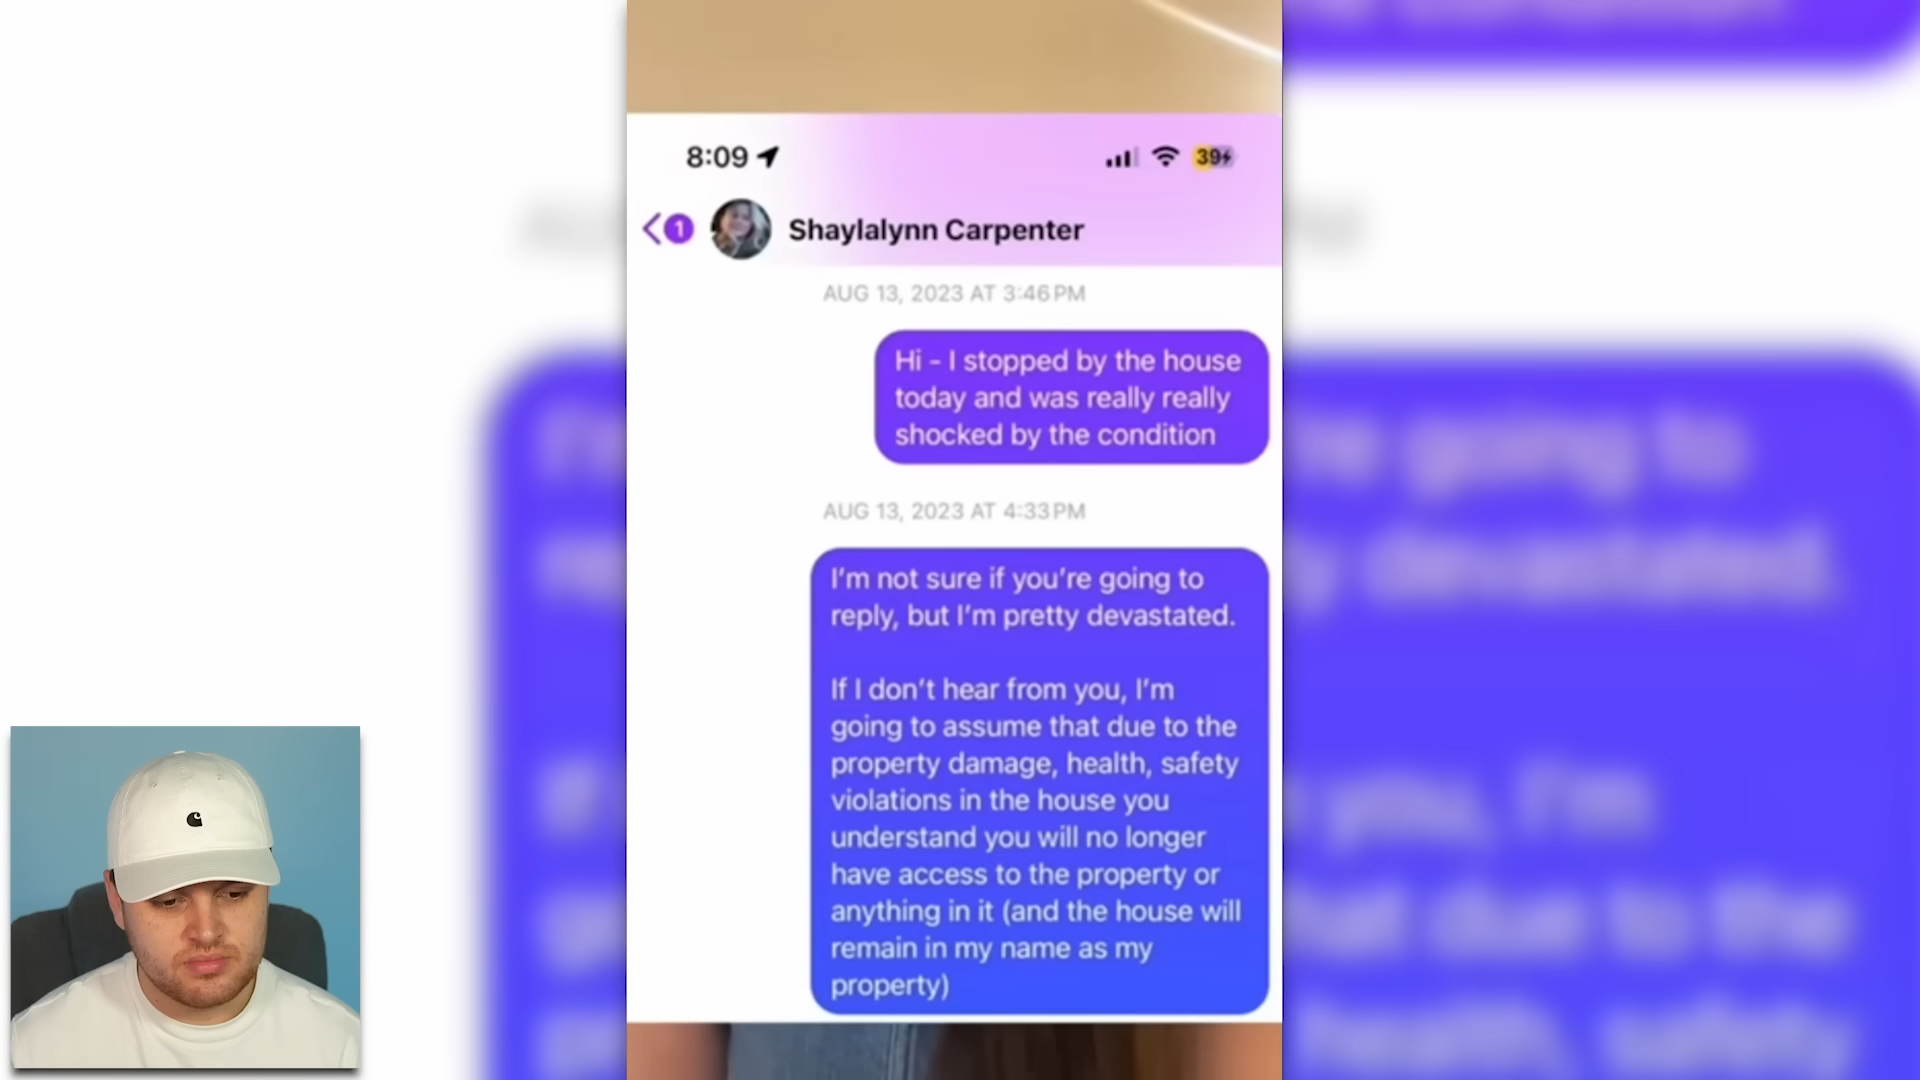 8:09
39
1
Shaylalynn Carpenter
AUG 13, 2023 AT 3:46 PM
Hi - I stopped by the house
today and was really really
shocked by the condition
AUG 13, 2023 AT 4:33 PM
I'm not sure if you're going to
reply, but I'm pretty devastated.
If I don't hear from you, I'm
going to assume that due to the
property damage, health, safety
violations in the house you
understand you will no longer
have access to the property or
anything in it (and the house will
remain in my name as my
property)